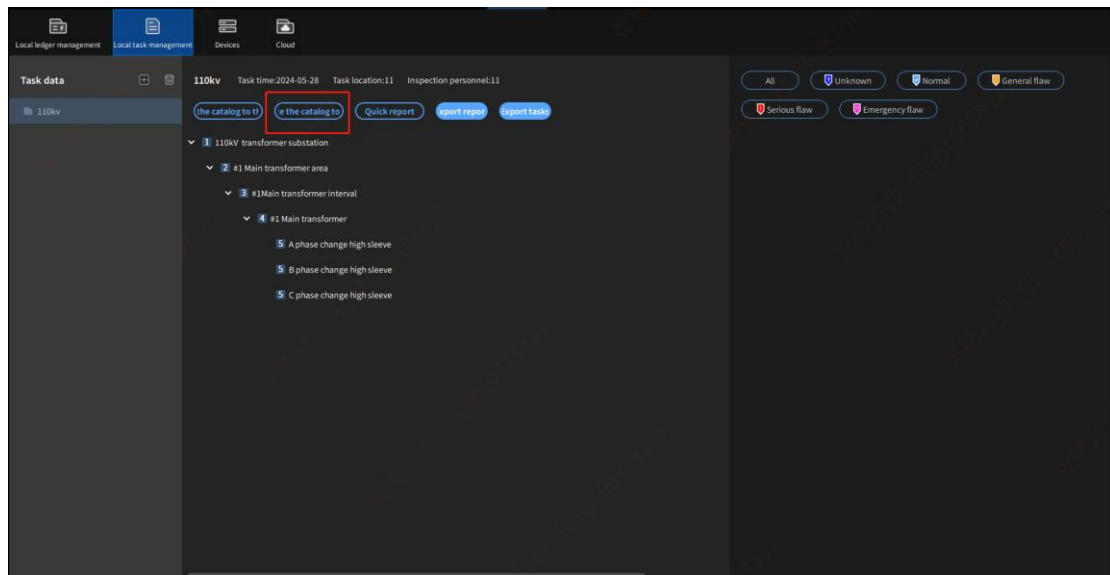 Local ledger management
Local task management
Devices
Cloud
Task data
110kv
110kv Task time:2024-05-28 Task location:11 Inspection personnel:11
the catalog to the catalog to Quick report xport repor Export tasks
1 110kV transformer substation
2 #1 Main transformer area
3 #1Main transformer interval
4 #1 Main transformer
5 A phase change high sleeve
5 B phase change high sleeve
5 C phase change high sleeve
All Unknown Normal General flaw
Serious flaw Emergency flaw